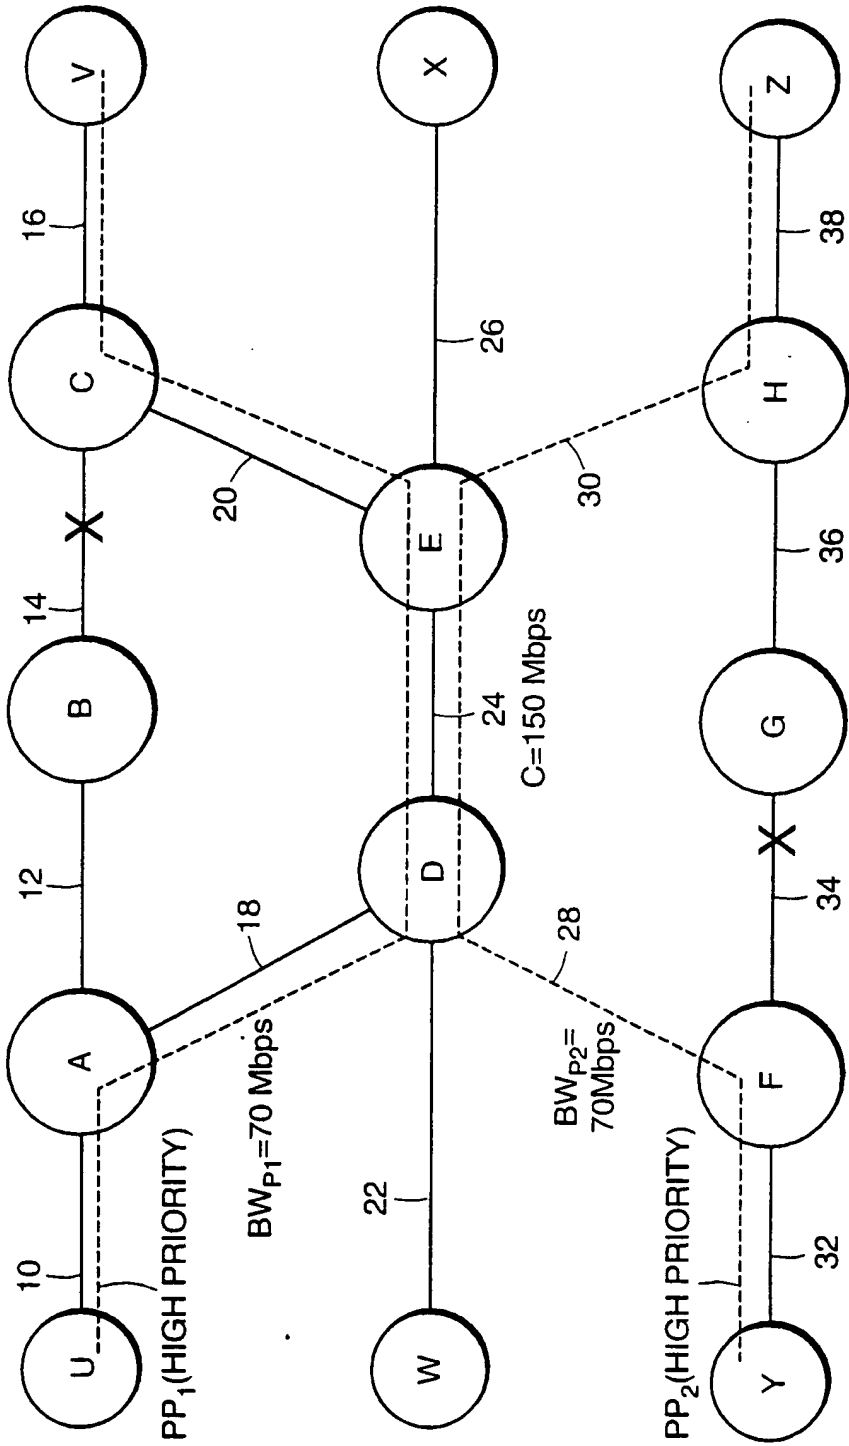 U
10
A
12
B
14
X
C
16
V
PP1(HIGH PRIORITY)
BWP1=70 Mbps
18
20
W
22
D
24
C=150 Mbps
E
26
X
BWP2=
70Mbps
28
30
PP2(HIGH PRIORITY)
Y
32
F
34
X
G
36
H
38
Z